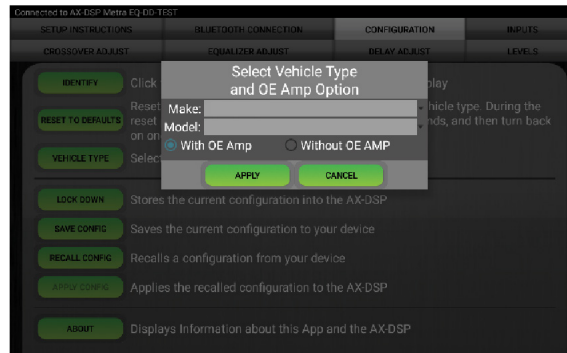 Connected to AX-DSP Metra EQ-DD-TEST
SETUP INSTRUCTIONS BLUETOOTH CONNECTION CONFIGURATION INPUTS
CROSSOVER ADJUST EQUALIZER ADJUST DELAY ADJUST LEVELS
Select Vehicle Type
and OE Amp Option
Make:
Model:
With OE Amp Without OE AMP
APPLY CANCEL
IDENTIFY Click
RESET TO DEFAULTS Reset hicle type. During the
reset nds, and then turn back
on on
VEHICLE TYPE Select
LOCK DOWN Stores the current configuration into the AX-DSP
SAVE CONFIG Saves the current configuration to your device
RECALL CONFIG Recalls a configuration from your device
APPLY CONFIG Applies the recalled configuration to the AX-DSP
ABOUT Displays Information about this App and the AX-DSP